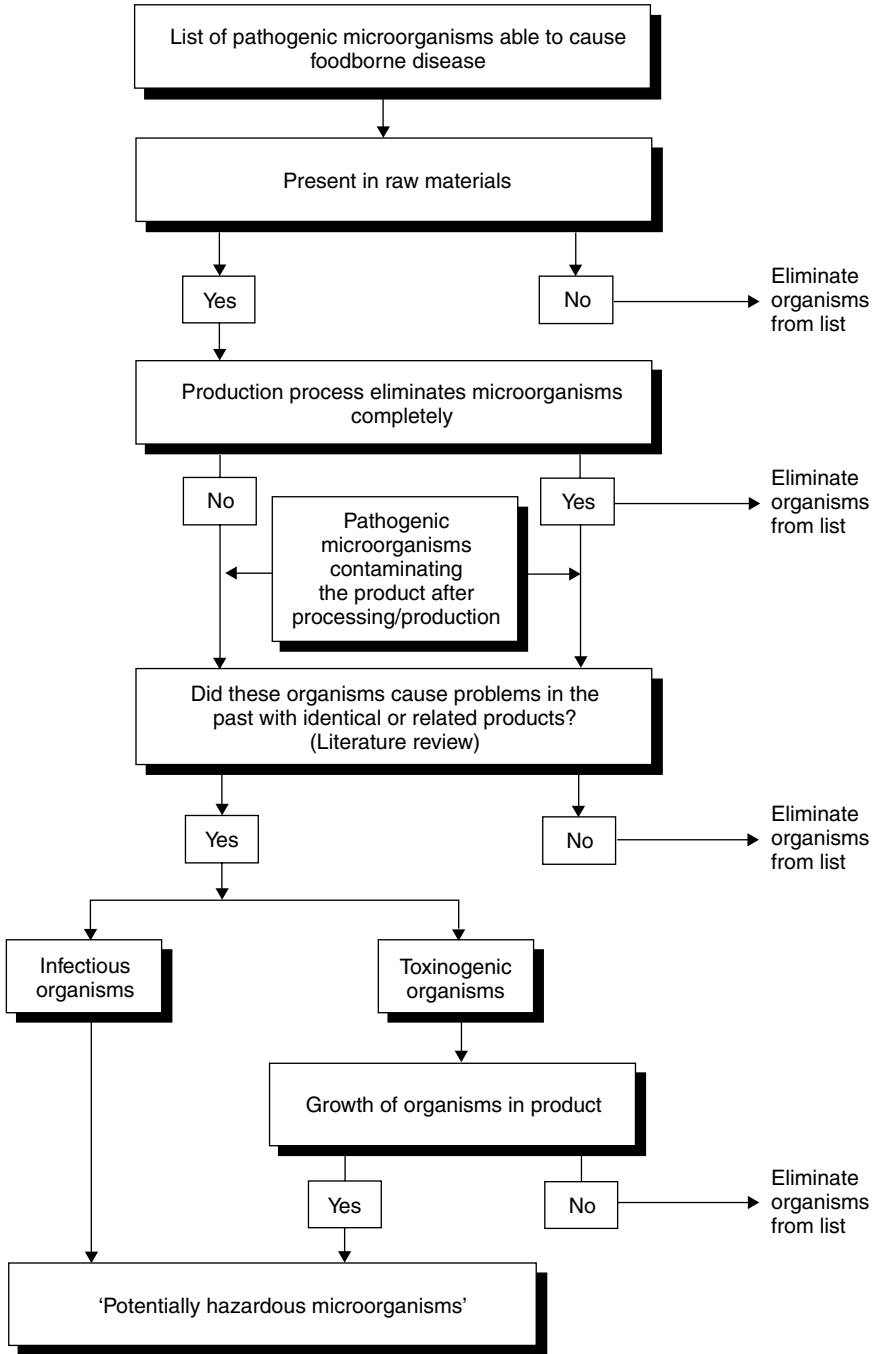 List of pathogenic microorganisms able to cause
foodborne disease
Present in raw materials
Yes
No
Eliminate
organisms
from list
Production process eliminates microorganisms
completely
No
Yes
Eliminate
organisms
from list
Pathogenic
microorganisms
contaminating
the product after
processing/production
Did these organisms cause problems in the
past with identical or related products?
(Literature review)
Yes
No
Eliminate
organisms
from list
Infectious
organisms
Toxinogenic
organisms
Growth of organisms in product
Yes
No
Eliminate
organisms
from list
‘Potentially hazardous microorganisms’